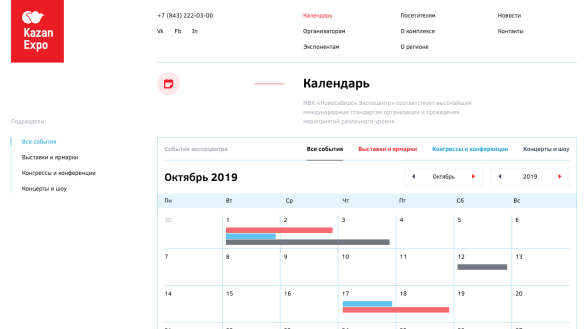 Kazan
Expo
+7 (843) 222-03-00
Vk Fb In
Календарь
Организаторам
Экспонентам
Посетителям
О комплексе
О регионе
Новости
Контакты
Календарь
МВК «Новосибирск Экспоцентр» соответствует высочайшим
международным стандартам организации и проведения
мероприятий различного уровня.
Подразделы:
Все события
Выставки и ярмарки
Конгрессы и конференции
Концерты и шоу
События экспоцентра Все события Выставки и ярмарки Конгрессы и конференции Концерты и шоу
Октябрь 2019 Октябрь 2019
Пн Вт Ср Чт Пт Сб Вс
30 1 2 3 4 5 6
7 8 9 10 11 12 13
14 15 16 17 18 19 20